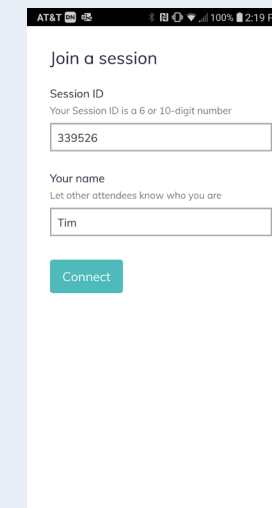 AT&T DN 100% 2:19 P
Join a session
Session ID
Your Session ID is a 6 or 10-digit number
339526
Your name
Let other attendees know who you are
Tim
Connect